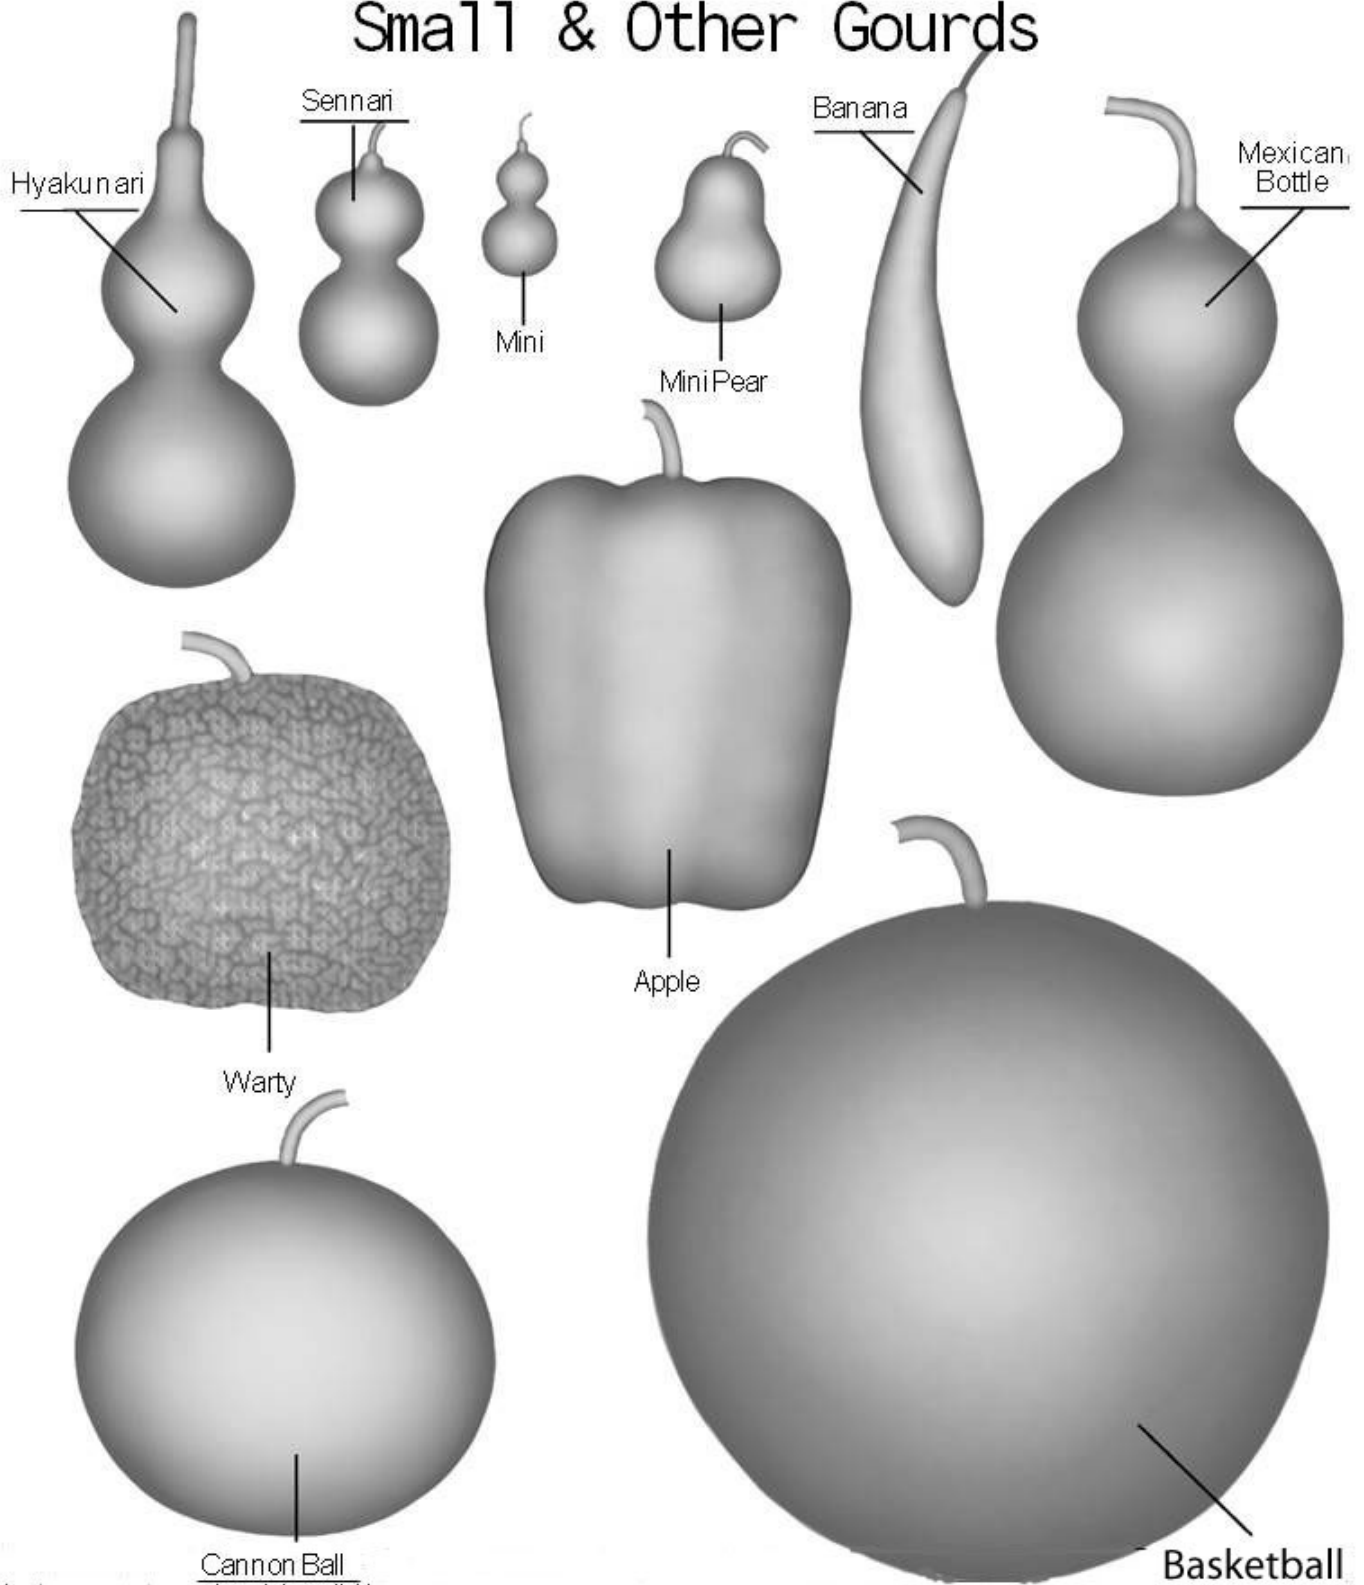 Small & Other Gourds
Sennari
Banana
Mexican
Bottle
Hyakunari
Mini
Mini Pear
Apple
Warty
Cannon Ball
Basketball